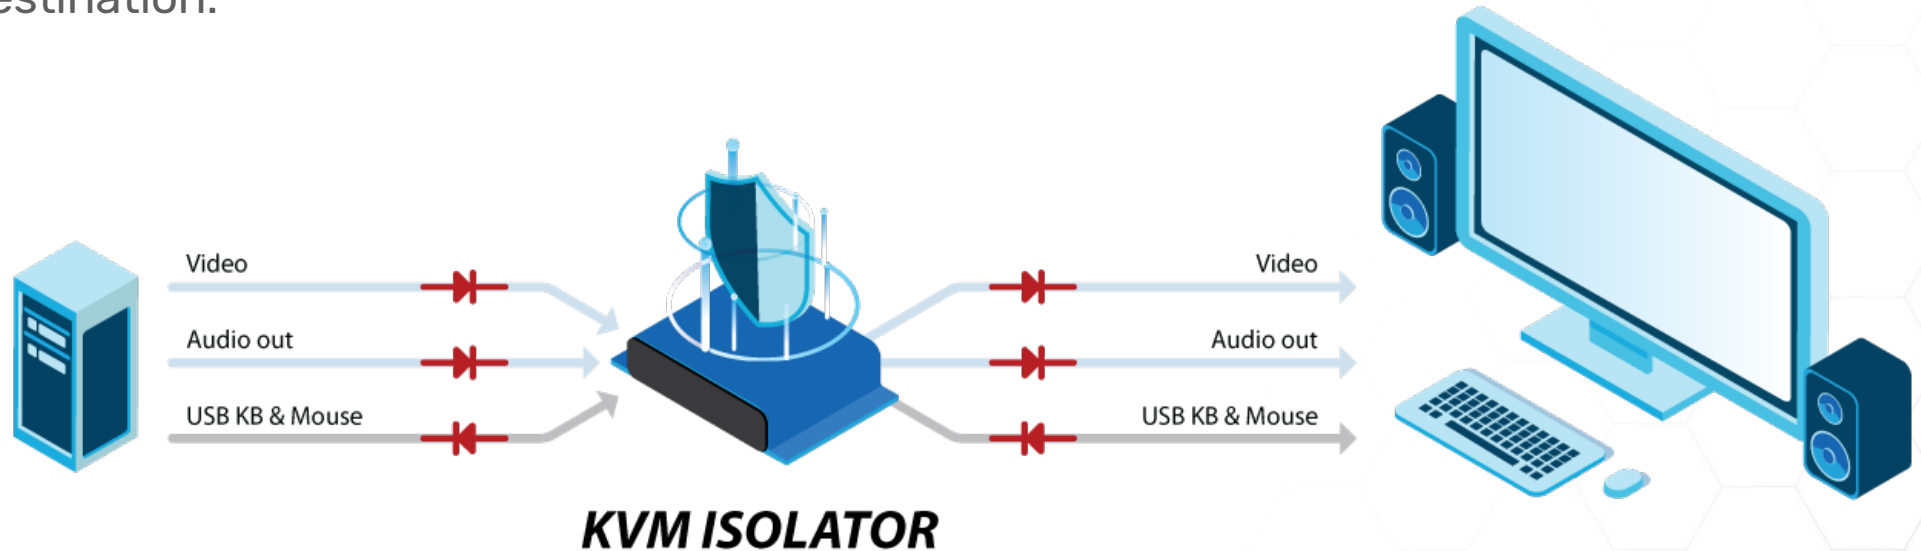 Video
Audio out
USB KB & Mouse
Video
Audio out
USB KB & Mouse
KVM ISOLATOR